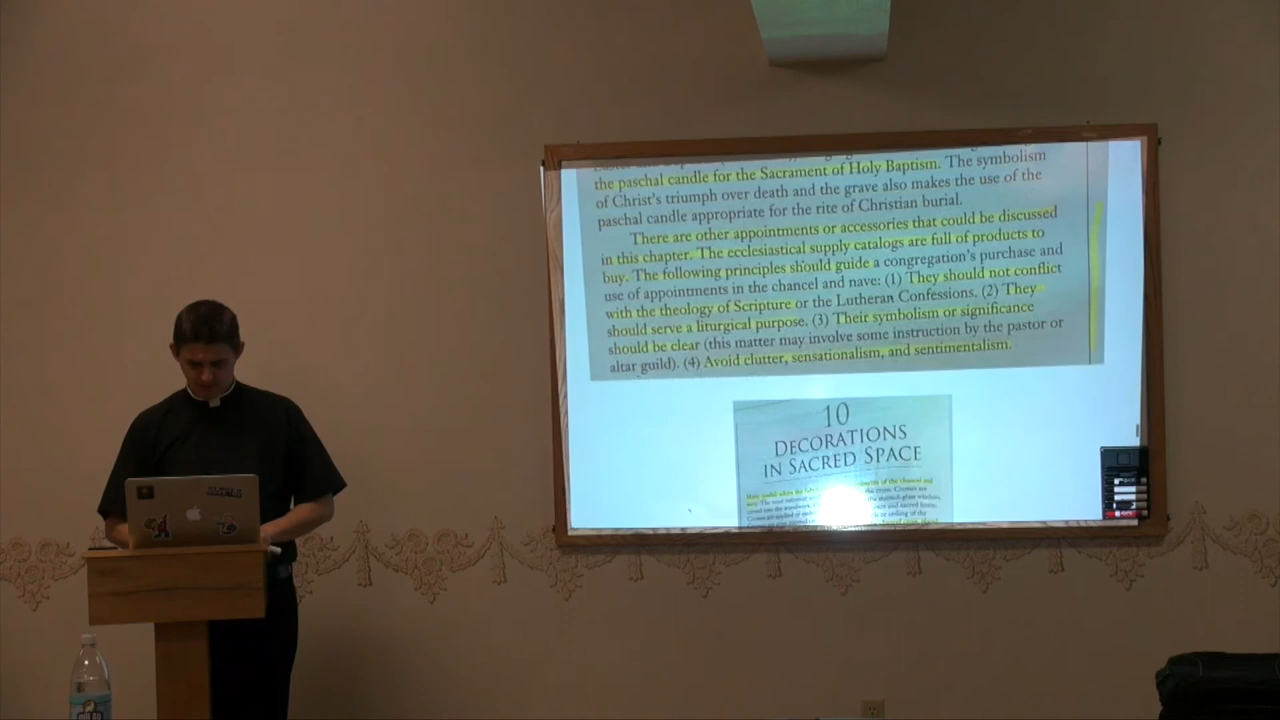 the paschal candle for the Sacrament of Holy Baptism. The symbolism
of Christ's triumph over death and the grave also makes the use of the
paschal candle appropriate for the rite of Christian burial.
There are other appointments or accessories that could be discussed
in this chapter. The ecclesiastical supply catalogs are full of products to
buy. The following principles should guide a congregation's purchase and
use of appointments in the chancel and nave: (1) They should not conflict
with the theology of Scripture or the Lutheran Confessions. (2) They
should serve a liturgical purpose. (3) Their symbolism or significance
should be clear (this matter may involve some instruction by the pastor or
altar guild). (4) Avoid clutter, sensationalism, and sentimentalism.
10
DECORATIONS
IN SACRED SPACE